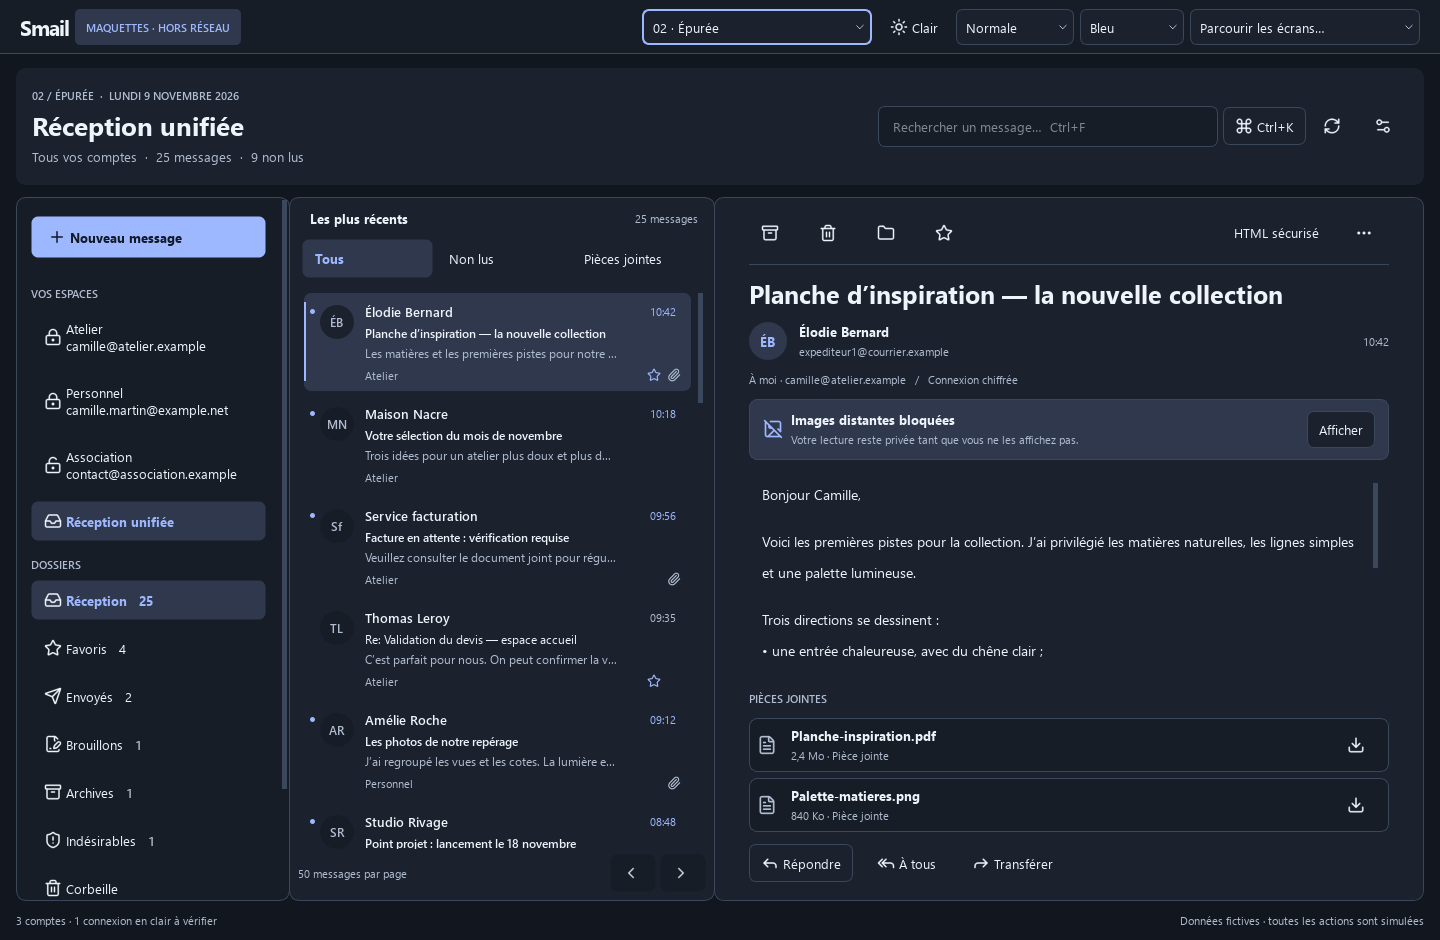 Smail
MAQUETTES · HORS RÉSEAU
02 · Épurée
Clair
Normale
Bleu
Parcourir les écrans…
02 / ÉPURÉE · LUNDI 9 NOVEMBRE 2026
Réception unifiée
Tous vos comptes · 25 messages · 9 non lus
Rechercher un message… Ctrl+F
Ctrl+K
Nouveau message
VOS ESPACES
Atelier
camille@atelier.example
Personnel
camille.martin@example.net
Association
contact@association.example
Réception unifiée
DOSSIERS
Réception 25
Favoris 4
Envoyés 2
Brouillons 1
Archives 1
Indésirables 1
Corbeille
Les plus récents
25 messages
Tous
Non lus
Pièces jointes
ÉB
Élodie Bernard
10:42
Planche d’inspiration — la nouvelle collection
Les matières et les premières pistes pour notre ...
Atelier
MN
Maison Nacre
10:18
Votre sélection du mois de novembre
Trois idées pour un atelier plus doux et plus d...
Atelier
Sf
Service facturation
09:56
Facture en attente : vérification requise
Veuillez consulter le document joint pour régu...
Atelier
TL
Thomas Leroy
09:35
Re: Validation du devis — espace accueil
C’est parfait pour nous. On peut confirmer la v...
Atelier
AR
Amélie Roche
09:12
Les photos de notre repérage
J’ai regroupé les vues et les cotes. La lumière e...
Personnel
SR
Studio Rivage
08:48
Point projet : lancement le 18 novembre
50 messages par page
HTML sécurisé
Planche d’inspiration — la nouvelle collection
ÉB
Élodie Bernard
expediteur1@courrier.example
10:42
À moi · camille@atelier.example / Connexion chiffrée
Images distantes bloquées
Votre lecture reste privée tant que vous ne les affichez pas.
Afficher
Bonjour Camille,
Voici les premières pistes pour la collection. J’ai privilégié les matières naturelles, les lignes simples
et une palette lumineuse.
Trois directions se dessinent :
• une entrée chaleureuse, avec du chêne clair ;
PIÈCES JOINTES
Planche-inspiration.pdf
2,4 Mo · Pièce jointe
Palette-matieres.png
840 Ko · Pièce jointe
Répondre
À tous
Transférer
3 comptes · 1 connexion en clair à vérifier
Données fictives · toutes les actions sont simulées